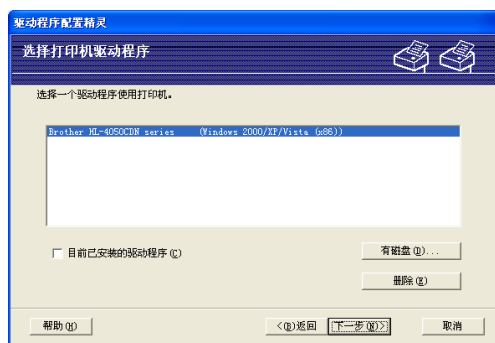 驱动程序配置精灵
选择打印机驱动程序
选择一个驱动程序使用打印机。
Brother HL-4050CDN series (Windows 2000/XP/Vista (x86))
目前已安装的驱动程序(C)
有磁盘(D)...
删除(E)
帮助(H)
<(B)返回
下一步(N)>
取消